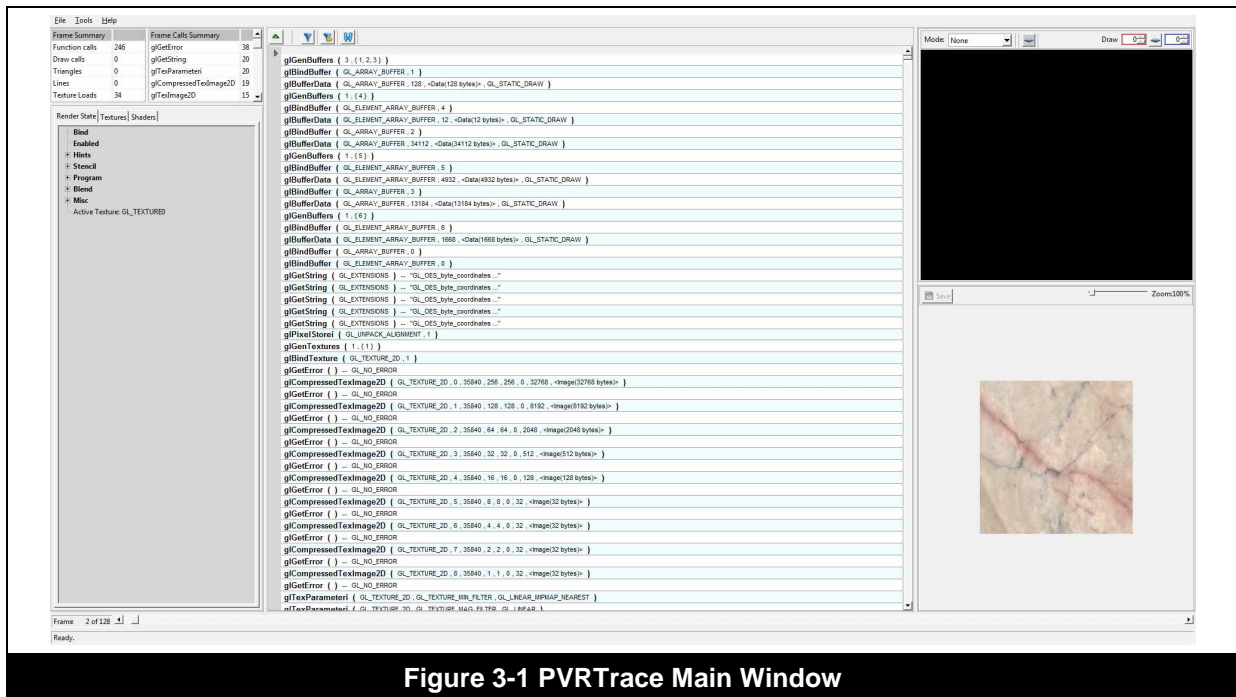 File Tools Help
Frame Summary
Function calls 246
Draw calls 0
Triangles 0
Lines 0
Texture Loads 34
Frame Calls Summary
glGetError 38
glGetString 20
glTexParameteri 20
glCompressedTexImage2D 19
glTexImage2D 15
Render State Textures Shaders
Bind
Enabled
Hints
Stencil
Program
Blend
Misc
Active Texture: GL_TEXTURE0
glGenBuffers ( 3 , {1, 2, 3} )
glBindBuffer ( GL_ARRAY_BUFFER , 1 )
glBufferData ( GL_ARRAY_BUFFER , 128 , <Data(128 bytes)> , GL_STATIC_DRAW )
glGenBuffers ( 1 , {4} )
glBindBuffer ( GL_ELEMENT_ARRAY_BUFFER , 4 )
glBufferData ( GL_ELEMENT_ARRAY_BUFFER , 12 , <Data(12 bytes)> , GL_STATIC_DRAW )
glBindBuffer ( GL_ARRAY_BUFFER , 2 )
glBufferData ( GL_ARRAY_BUFFER , 34112 , <Data(34112 bytes)> , GL_STATIC_DRAW )
glGenBuffers ( 1 , {5} )
glBindBuffer ( GL_ELEMENT_ARRAY_BUFFER , 5 )
glBufferData ( GL_ELEMENT_ARRAY_BUFFER , 4932 , <Data(4932 bytes)> , GL_STATIC_DRAW )
glBindBuffer ( GL_ARRAY_BUFFER , 3 )
glBufferData ( GL_ARRAY_BUFFER , 13184 , <Data(13184 bytes)> , GL_STATIC_DRAW )
glGenBuffers ( 1 , {6} )
glBindBuffer ( GL_ELEMENT_ARRAY_BUFFER , 6 )
glBufferData ( GL_ELEMENT_ARRAY_BUFFER , 1668 , <Data(1668 bytes)> , GL_STATIC_DRAW )
glBindBuffer ( GL_ARRAY_BUFFER , 0 )
glBindBuffer ( GL_ELEMENT_ARRAY_BUFFER , 0 )
glGetString ( GL_EXTENSIONS ) -- "GL_OES_byte_coordinates ..."
glGetString ( GL_EXTENSIONS ) -- "GL_OES_byte_coordinates ..."
glGetString ( GL_EXTENSIONS ) -- "GL_OES_byte_coordinates ..."
glGetString ( GL_EXTENSIONS ) -- "GL_OES_byte_coordinates ..."
glGetString ( GL_EXTENSIONS ) -- "GL_OES_byte_coordinates ..."
glPixelStorei ( GL_UNPACK_ALIGNMENT , 1 )
glGenTextures ( 1 , {1} )
glBindTexture ( GL_TEXTURE_2D , 1 )
glGetError ( ) -- GL_NO_ERROR
glCompressedTexImage2D ( GL_TEXTURE_2D , 0 , 35840 , 256 , 256 , 0 , 32768 , <Image(32768 bytes)> )
glGetError ( ) -- GL_NO_ERROR
glCompressedTexImage2D ( GL_TEXTURE_2D , 1 , 35840 , 128 , 128 , 0 , 8192 , <Image(8192 bytes)> )
glGetError ( ) -- GL_NO_ERROR
glCompressedTexImage2D ( GL_TEXTURE_2D , 2 , 35840 , 64 , 64 , 0 , 2048 , <Image(2048 bytes)> )
glGetError ( ) -- GL_NO_ERROR
glCompressedTexImage2D ( GL_TEXTURE_2D , 3 , 35840 , 32 , 32 , 0 , 512 , <Image(512 bytes)> )
glGetError ( ) -- GL_NO_ERROR
glCompressedTexImage2D ( GL_TEXTURE_2D , 4 , 35840 , 16 , 16 , 0 , 128 , <Image(128 bytes)> )
glGetError ( ) -- GL_NO_ERROR
glCompressedTexImage2D ( GL_TEXTURE_2D , 5 , 35840 , 8 , 8 , 0 , 32 , <Image(32 bytes)> )
glGetError ( ) -- GL_NO_ERROR
glCompressedTexImage2D ( GL_TEXTURE_2D , 6 , 35840 , 4 , 4 , 0 , 32 , <Image(32 bytes)> )
glGetError ( ) -- GL_NO_ERROR
glCompressedTexImage2D ( GL_TEXTURE_2D , 7 , 35840 , 2 , 2 , 0 , 32 , <Image(32 bytes)> )
glGetError ( ) -- GL_NO_ERROR
glCompressedTexImage2D ( GL_TEXTURE_2D , 8 , 35840 , 1 , 1 , 0 , 32 , <Image(32 bytes)> )
glGetError ( ) -- GL_NO_ERROR
glTexParameteri ( GL_TEXTURE_2D , GL_TEXTURE_MIN_FILTER , GL_LINEAR_MIPMAP_NEAREST )
glTexParameteri ( GL_TEXTURE_2D , GL_TEXTURE_MAG_FILTER , GL_LINEAR )
Mode: None Draw 0 0
Save Zoom:100%
Frame 2 of 128
Ready.
Figure 3-1 PVRTrace Main Window